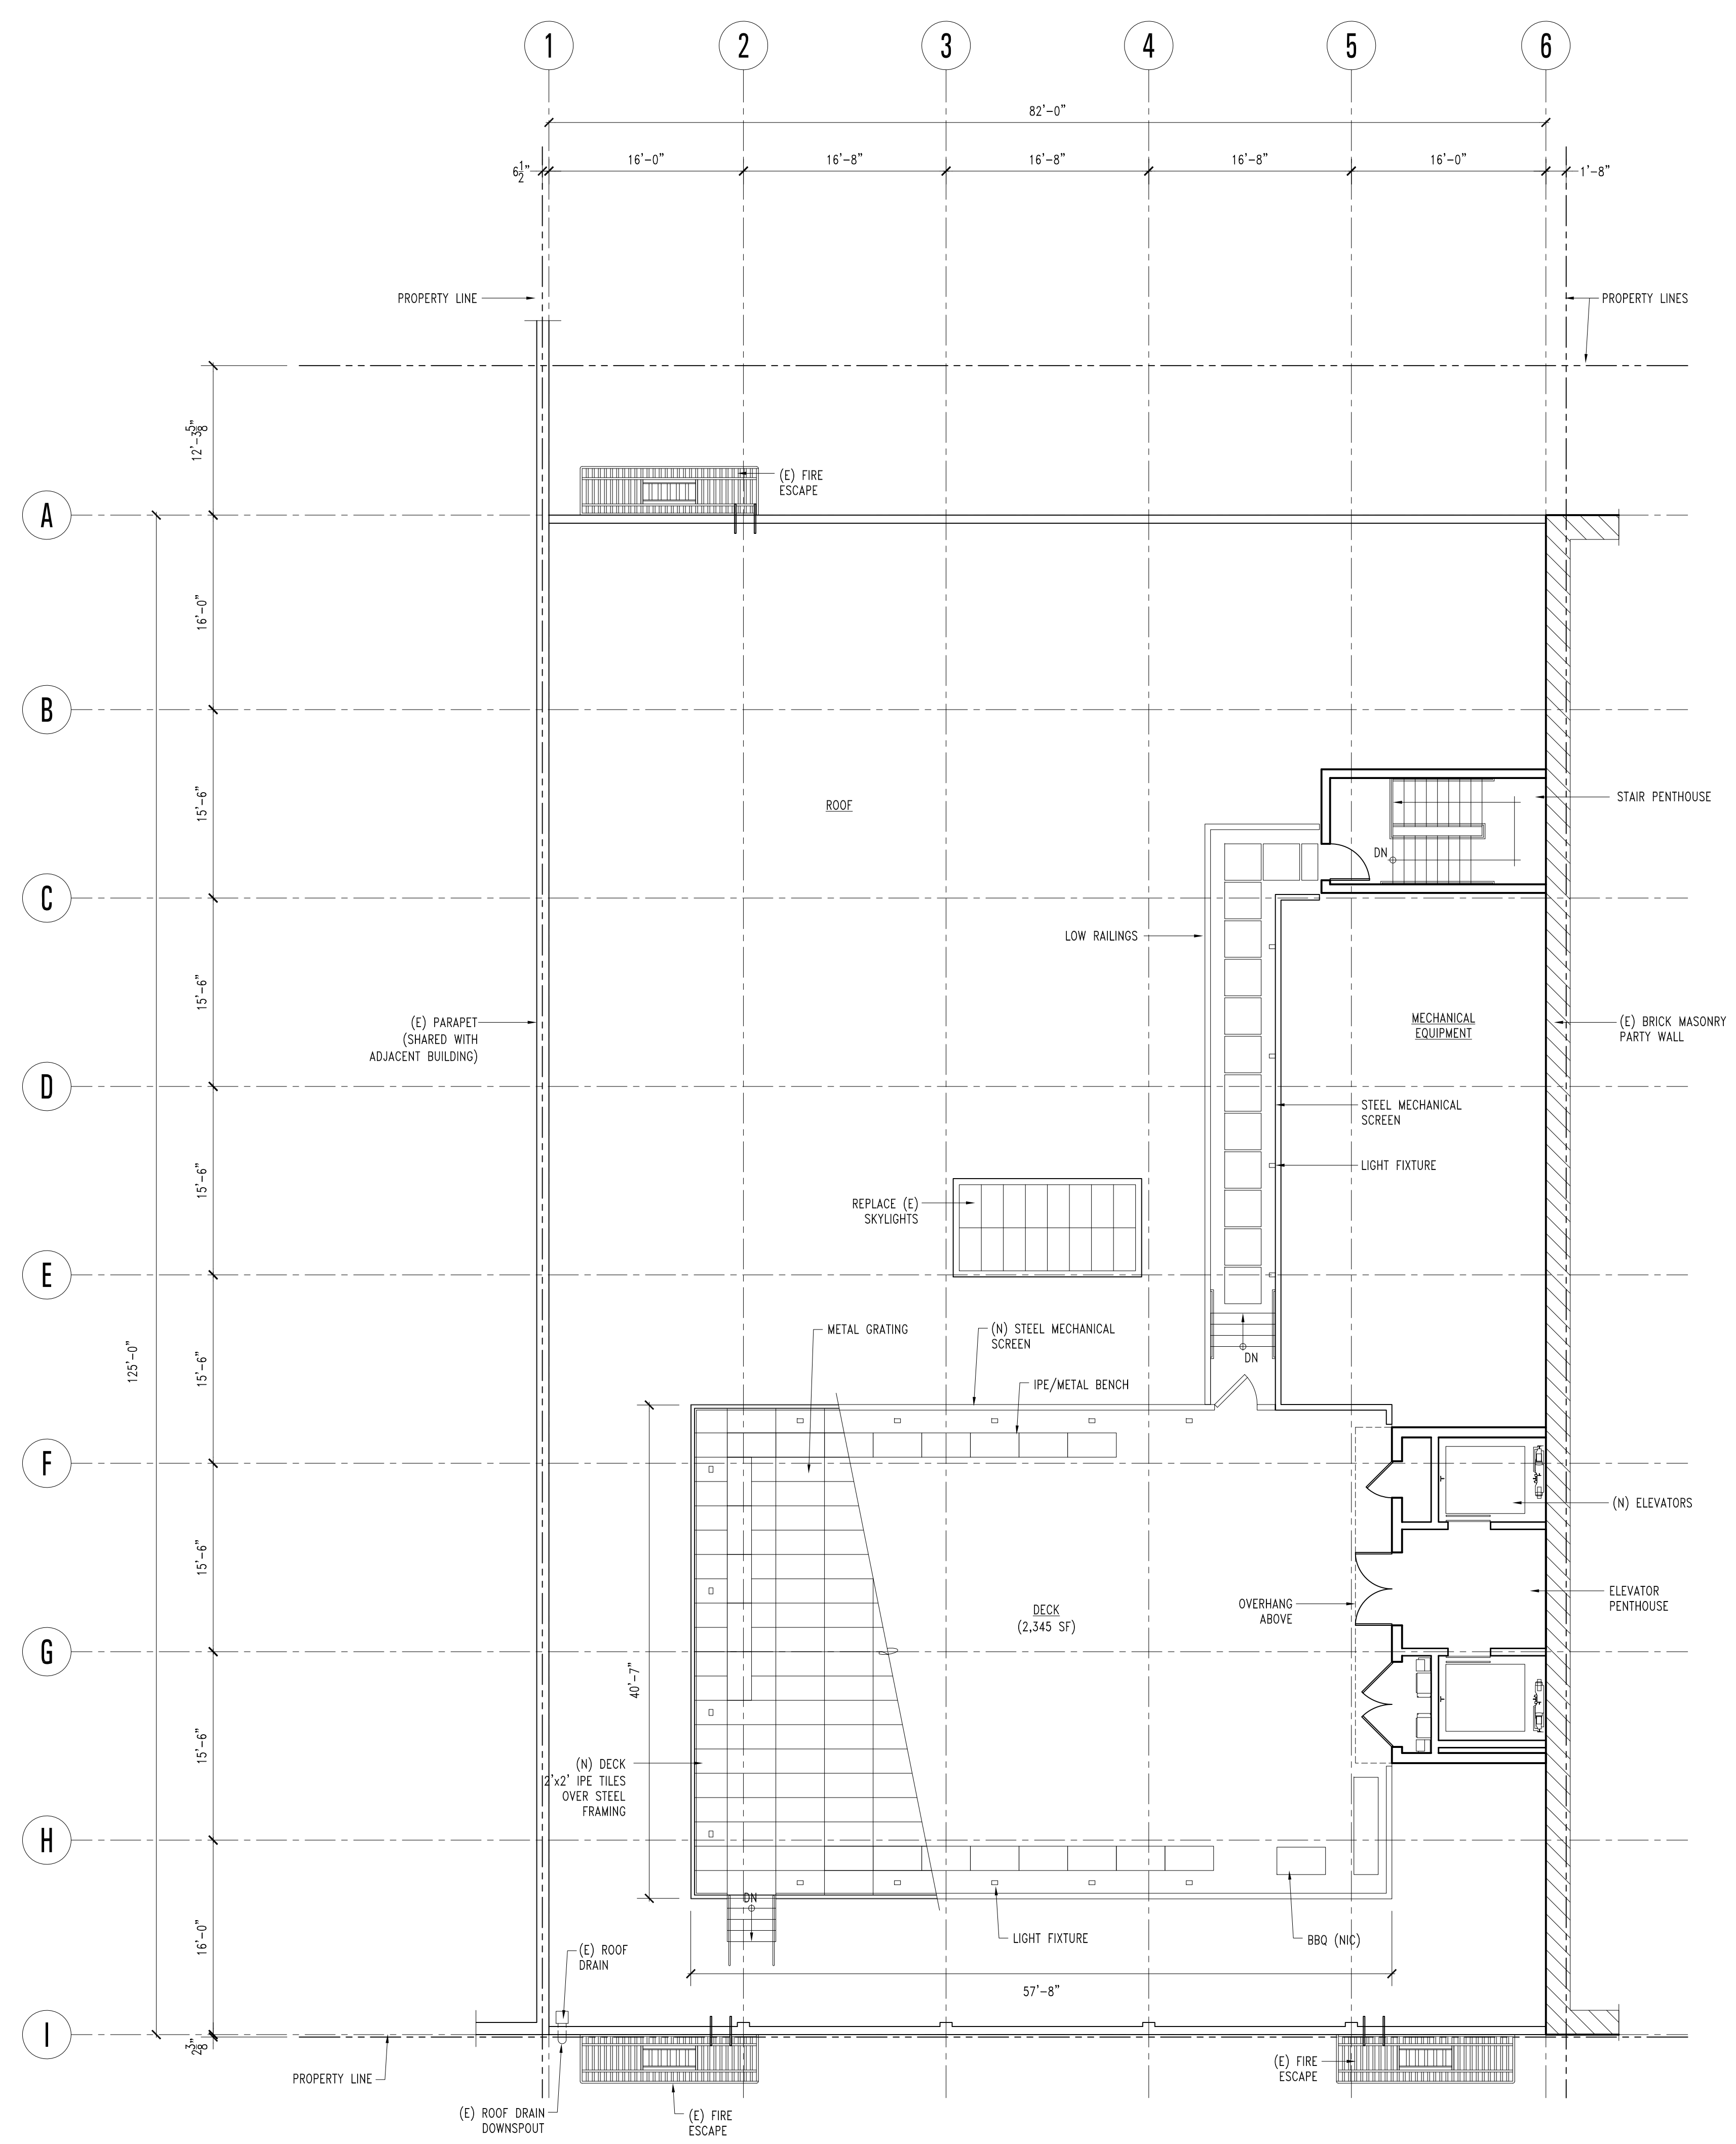 1 2 3 4 5 6
82'-0"
6 1/2" 16'-0" 16'-8" 16'-8" 16'-8" 16'-0" 1'-8"
PROPERTY LINE
PROPERTY LINES
12'-3 5/8"
(E) FIRE
ESCAPE
A
16'-0"
B
15'-6"
ROOF
STAIR PENTHOUSE
DN
C
LOW RAILINGS
15'-6"
(E) PARAPET
(SHARED WITH
ADJACENT BUILDING)
MECHANICAL
EQUIPMENT
(E) BRICK MASONRY
PARTY WALL
D
STEEL MECHANICAL
SCREEN
LIGHT FIXTURE
15'-6"
REPLACE (E)
SKYLIGHTS
E
METAL GRATING
(N) STEEL MECHANICAL
SCREEN
DN
125'-0"
15'-6"
IPE/METAL BENCH
F
(N) ELEVATORS
15'-6"
ELEVATOR
PENTHOUSE
OVERHANG
ABOVE
DECK
(2,345 SF)
G
40'-7"
15'-6"
(N) DECK
2'x2' IPE TILES
OVER STEEL
FRAMING
H
DN
16'-0"
LIGHT FIXTURE
BBQ (NIC)
(E) ROOF
DRAIN
57'-8"
I
2 3/8"
PROPERTY LINE
(E) FIRE
ESCAPE
(E) ROOF DRAIN
DOWNSPOUT
(E) FIRE
ESCAPE